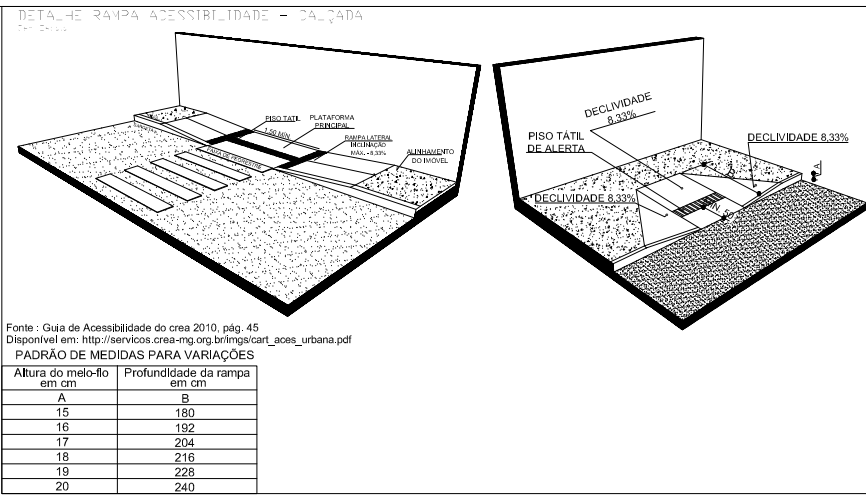 DETALHE RAMPA ACESSIBILIDADE - CALÇADA
PISO TATIL
PLATAFORMA
PRINCIPAL
1,50 MIN.
RAMPA LATERAL
INCLINAÇÃO
MÁX. - 8,33%
FAIXA DE PEDRESTRE
ALINHAMENTO
DO IMOVEL
DECLIVIDADE
8,33%
PISO TÁTIL
DE ALERTA
DECLIVIDADE 8,33%
DECLIVIDADE 8,33%
A
Fonte : Guia de Acessibilidade do crea 2010, pág. 45
Disponível em: http://servicos.crea-mg.org.br/imgs/cart_aces_urbana.pdf
PADRÃO DE MEDIDAS PARA VARIAÇÕES
Altura do meio-fio em cm Profundidade da rampa em cm
A B
15 180
16 192
17 204
18 216
19 228
20 240